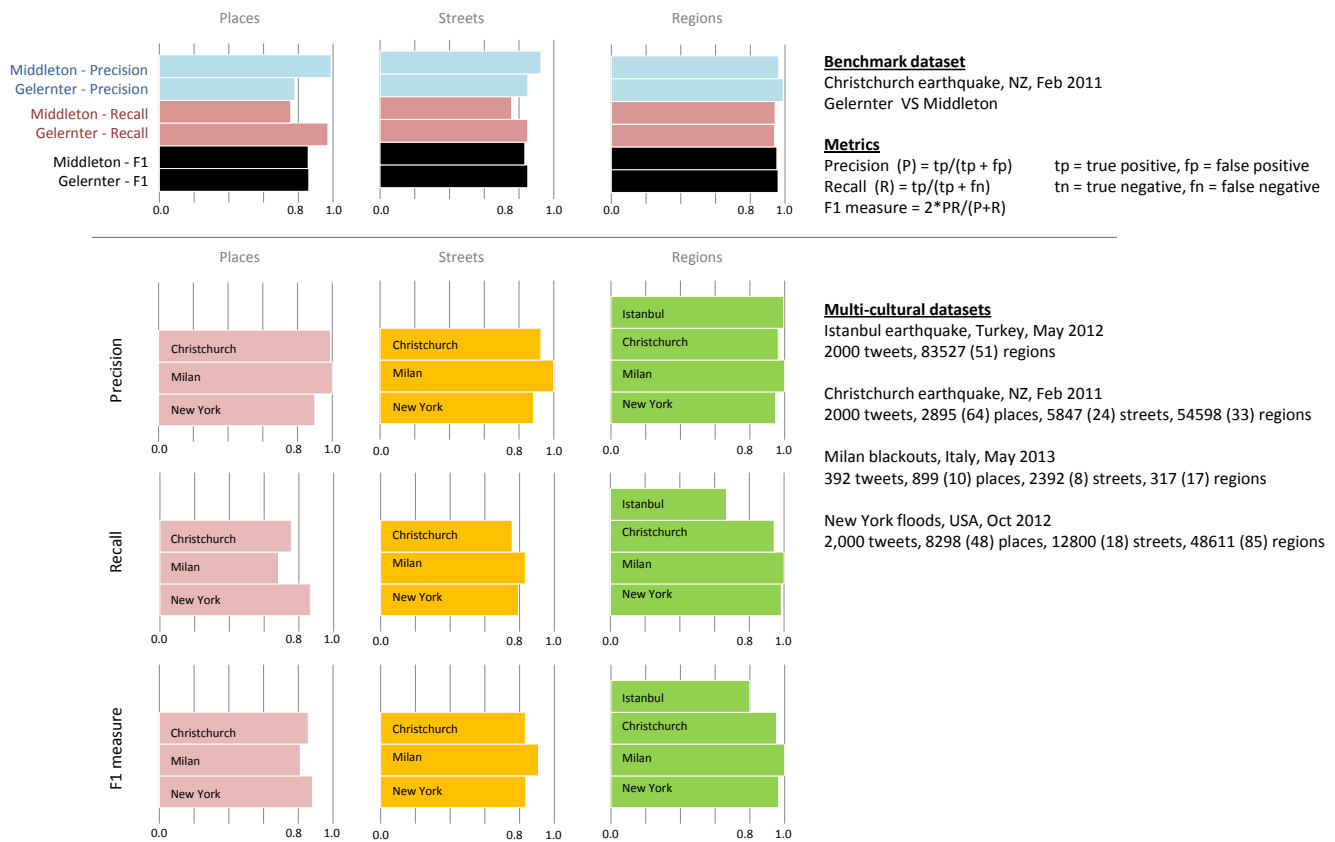 Places
Streets
Regions
Middleton - Precision
Gelernter - Precision
Middleton - Recall
Gelernter - Recall
Middleton - F1
Gelernter - F1
0.0 0.8 1.0
0.0 0.8 1.0
0.0 0.8 1.0
Benchmark dataset
Christchurch earthquake, NZ, Feb 2011
Gelernter VS Middleton
Metrics
Precision (P) = tp/(tp + fp) tp = true positive, fp = false positive
Recall (R) = tp/(tp + fn) tn = true negative, fn = false negative
F1 measure = 2*PR/(P+R)
Places
Streets
Regions
Precision
Christchurch
Milan
New York
0.0 0.8 1.0
Christchurch
Milan
New York
0.0 0.8 1.0
Istanbul
Christchurch
Milan
New York
0.0 0.8 1.0
Recall
Christchurch
Milan
New York
0.0 0.8 1.0
Christchurch
Milan
New York
0.0 0.8 1.0
Istanbul
Christchurch
Milan
New York
0.0 0.8 1.0
F1 measure
Christchurch
Milan
New York
0.0 0.8 1.0
Christchurch
Milan
New York
0.0 0.8 1.0
Istanbul
Christchurch
Milan
New York
0.0 0.8 1.0
Multi-cultural datasets
Istanbul earthquake, Turkey, May 2012
2000 tweets, 83527 (51) regions
Christchurch earthquake, NZ, Feb 2011
2000 tweets, 2895 (64) places, 5847 (24) streets, 54598 (33) regions
Milan blackouts, Italy, May 2013
392 tweets, 899 (10) places, 2392 (8) streets, 317 (17) regions
New York floods, USA, Oct 2012
2,000 tweets, 8298 (48) places, 12800 (18) streets, 48611 (85) regions